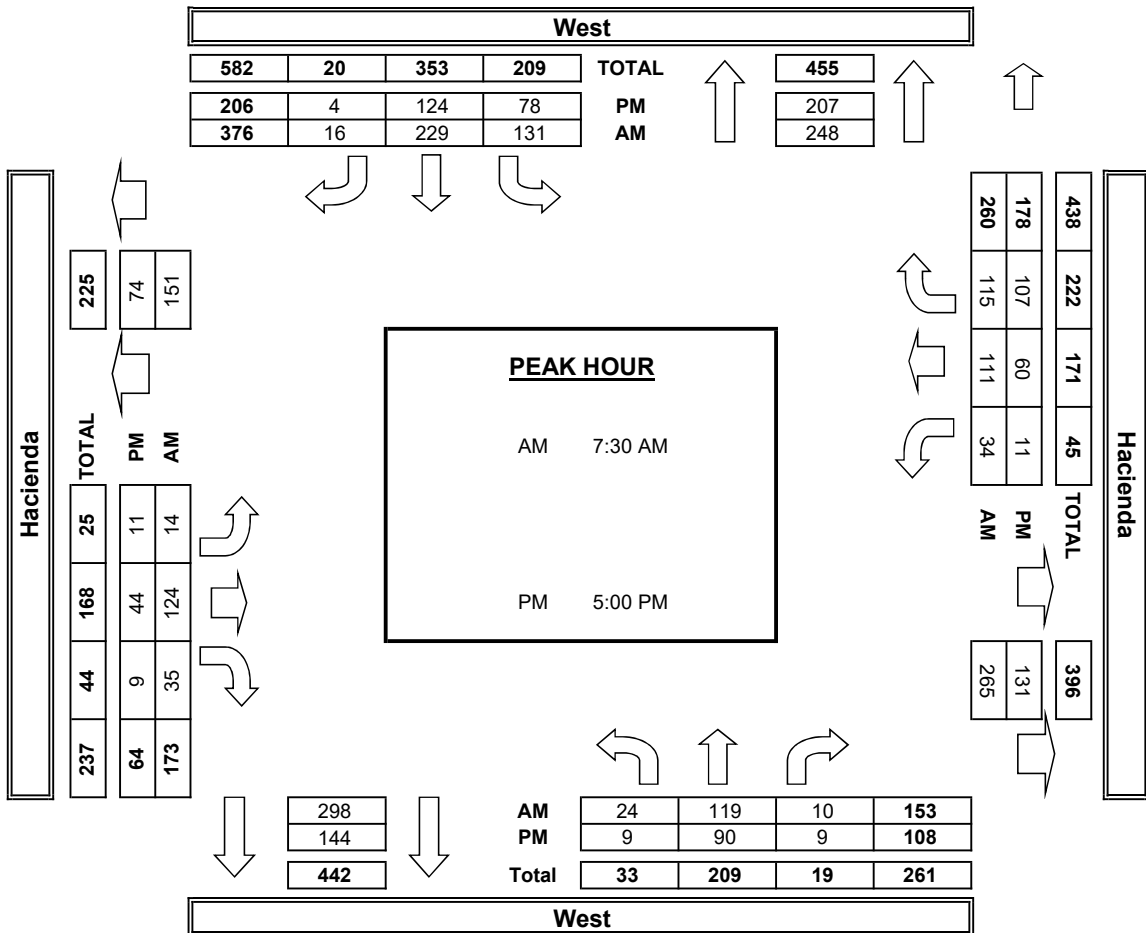 West
582 20 353 209 TOTAL 455
206 4 124 78 PM 207
376 16 229 131 AM 248
Hacienda
225
74
151
TOTAL
PM
AM
25 168 44 237
11 44 9 64
14 124 35 173
PEAK HOUR
AM 7:30 AM
PM 5:00 PM
438 222 171 45 TOTAL 396
178 107 60 11 PM 131
260 115 111 34 AM 265
Hacienda
298 AM 24 119 10 153
144 PM 9 90 9 108
442 Total 33 209 19 261
West